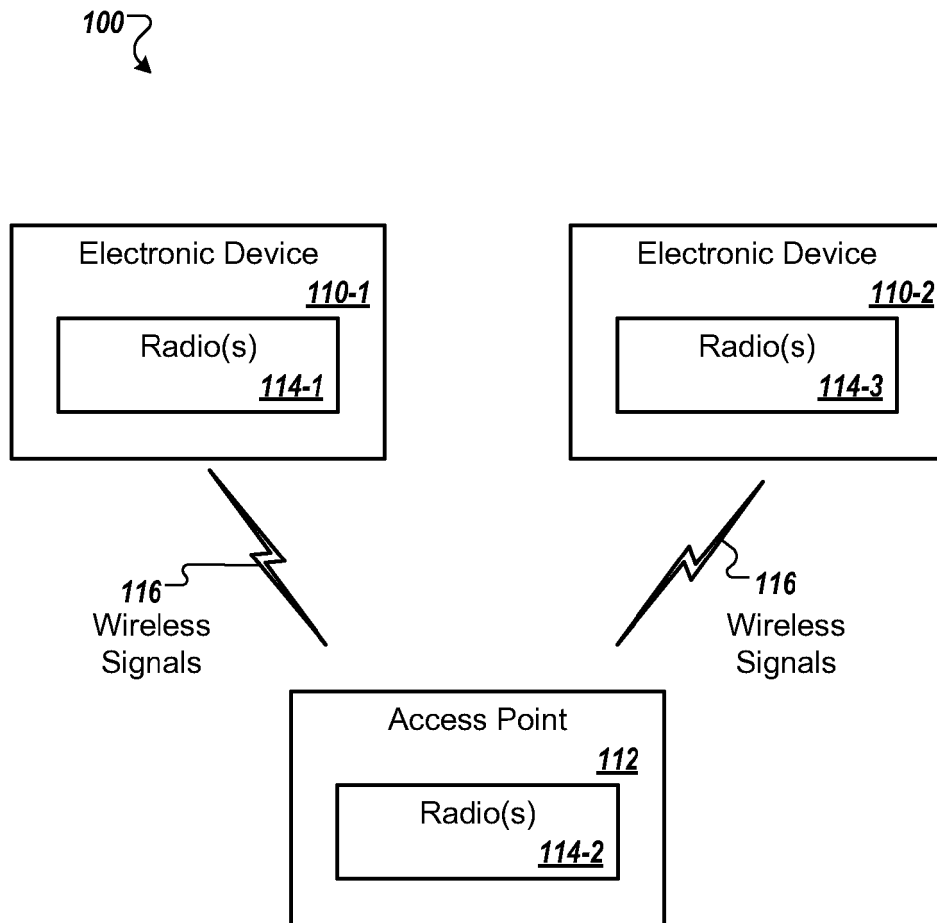 100
Electronic Device
110-1
Radio(s)
114-1
Electronic Device
110-2
Radio(s)
114-3
116
Wireless
Signals
116
Wireless
Signals
Access Point
112
Radio(s)
114-2